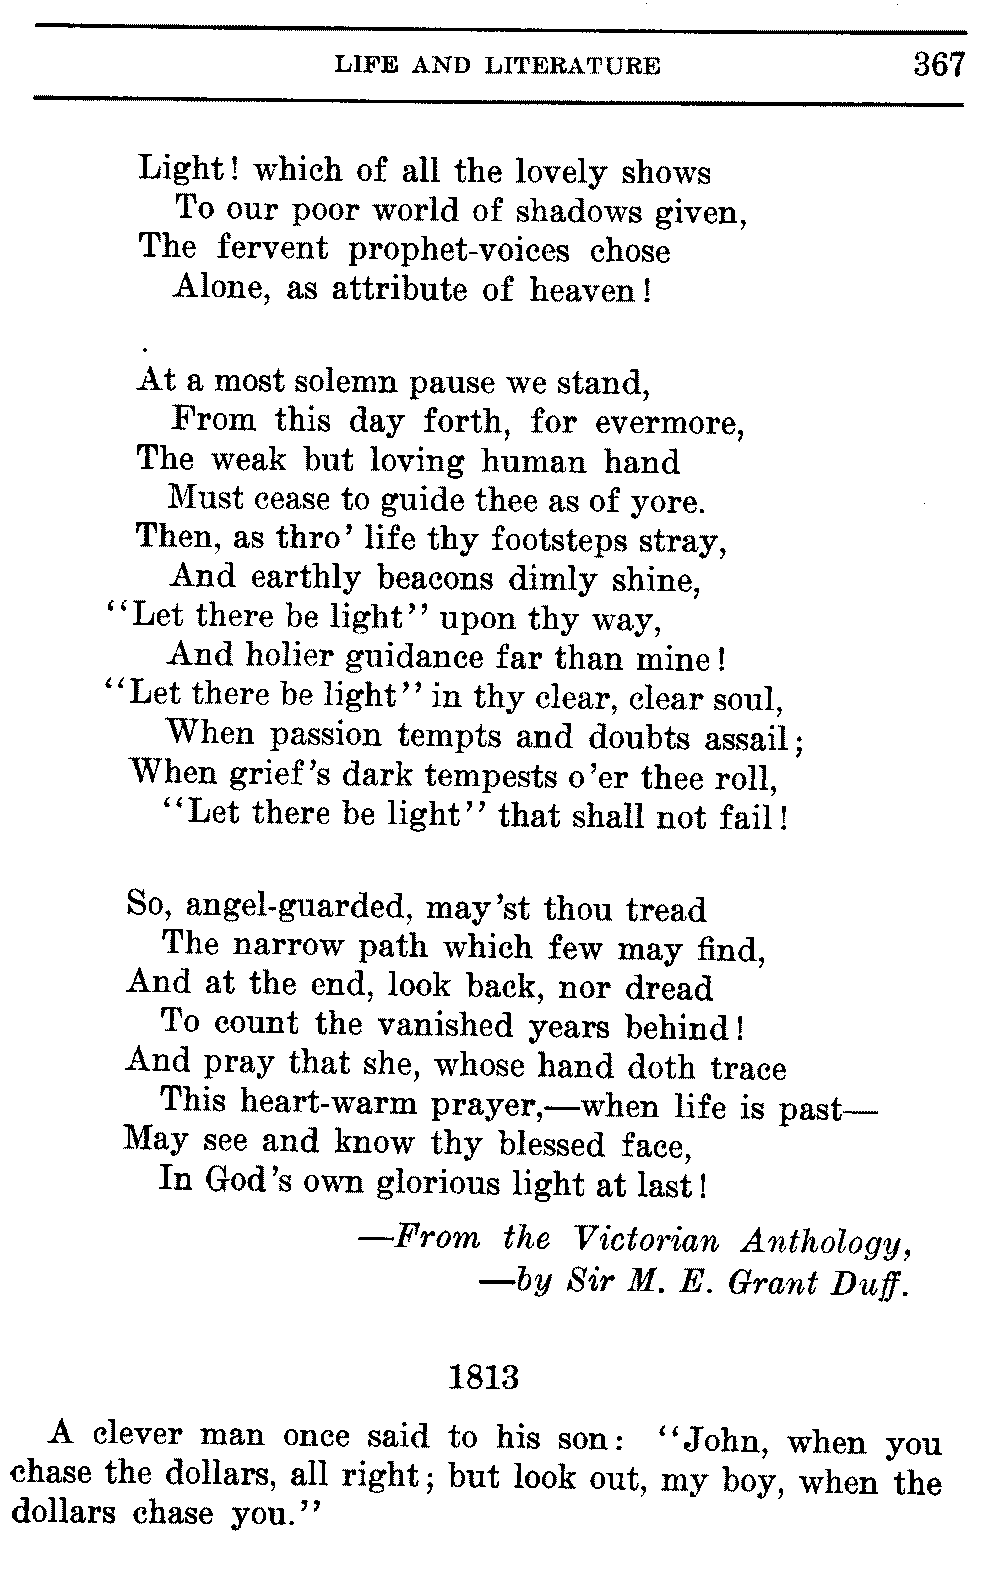 LIFE AND LITERATURE 367
Light! which of all the lovely shows
To our poor world of shadows given,
The fervent prophet-voices chose
Alone, as attribute of heaven!
At a most solemn pause we stand,
From this day forth, for evermore,
The weak but loving human hand
Must cease to guide thee as of yore.
Then, as thro' life thy footsteps stray,
And earthly beacons dimly shine,
"Let there be light" upon thy way,
And holier guidance far than mine!
"Let there be light" in thy clear, clear soul,
When passion tempts and doubts assail;
When grief's dark tempests o'er thee roll,
"Let there be light" that shall not fail!
So, angel-guarded, may'st thou tread
The narrow path which few may find,
And at the end, look back, nor dread
To count the vanished years behind!
And pray that she, whose hand doth trace
This heart-warm prayer,—when life is past—
May see and know thy blessed face,
In God's own glorious light at last!
—From the Victorian Anthology,
—by Sir M. E. Grant Duff.
1813
A clever man once said to his son: "John, when you
chase the dollars, all right; but look out, my boy, when the
dollars chase you."